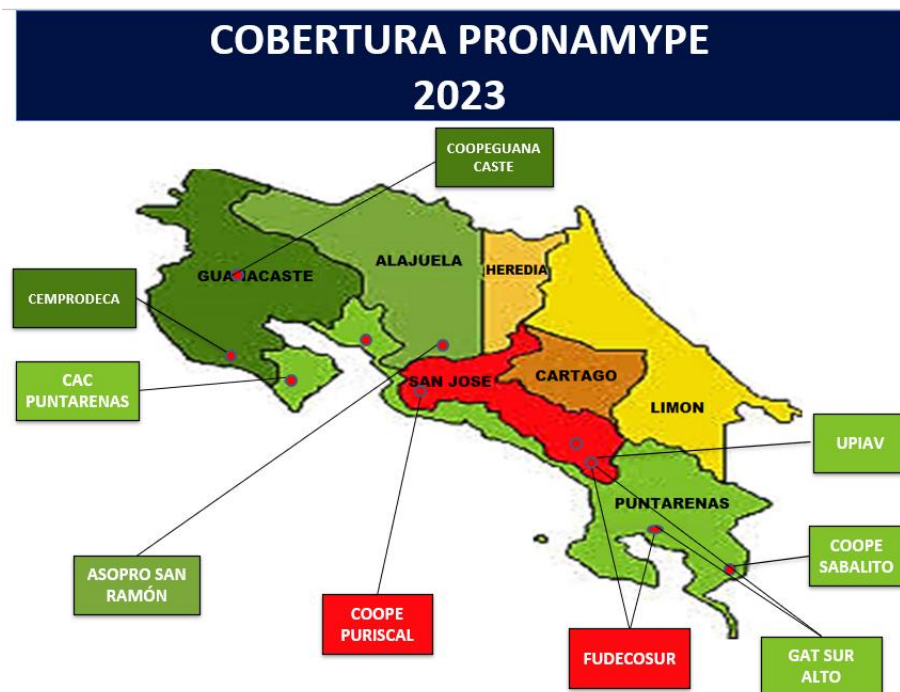 COBERTURA PRONAMYPE
2023
COOPEGUANA
CASTE
ALAJUELA
HEREDIA
GUANACASTE
CEMPRODECA
CAC
PUNTARENAS
SAN JOSE
CARTAGO
LIMON
UPIAV
PUNTARENAS
COOPE
SABALITO
ASOPRO SAN
RAMÓN
COOPE
PURISCAL
FUDECOSUR
GAT SUR
ALTO